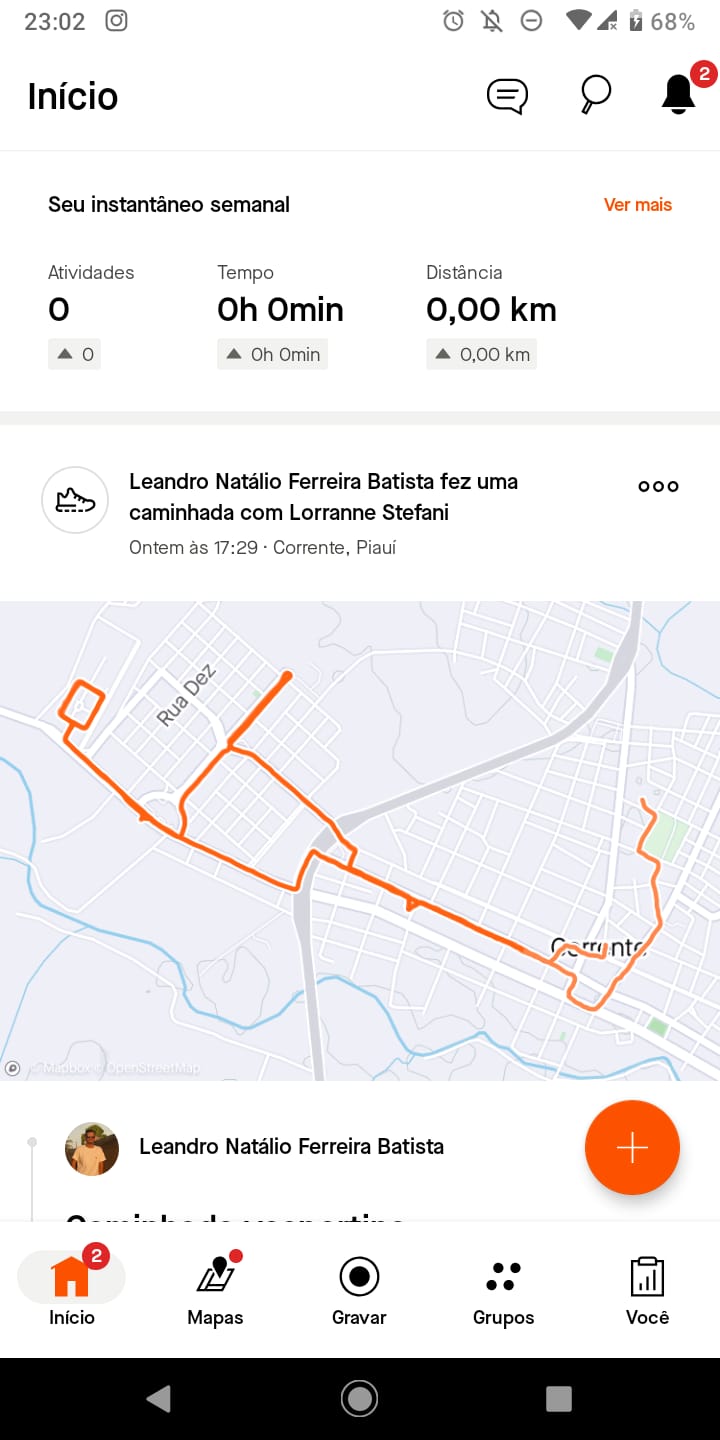 23:02
68%
Início
2
Seu instantâneo semanal
Ver mais
Atividades
Tempo
Distância
0
0h 0min
0,00 km
0
0h 0min
0,00 km
Leandro Natálio Ferreira Batista fez uma
caminhada com Lorranne Stefani
Ontem às 17:29 · Corrente, Piauí
Rua Dez
Corrente
© Mapbox © OpenStreetMap
Leandro Natálio Ferreira Batista
Caminhada vespertina
2
Início
Mapas
Gravar
Grupos
Você